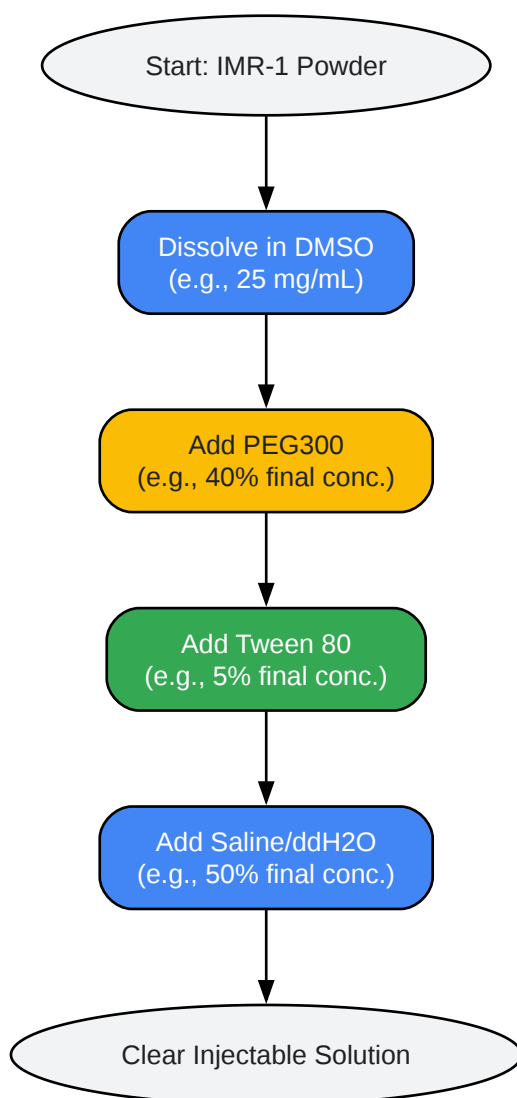 Start: IMR-1 Powder
Dissolve in DMSO
(e.g., 25 mg/mL)
Add PEG300
(e.g., 40% final conc.)
Add Tween 80
(e.g., 5% final conc.)
Add Saline/ddH2O
(e.g., 50% final conc.)
Clear Injectable Solution